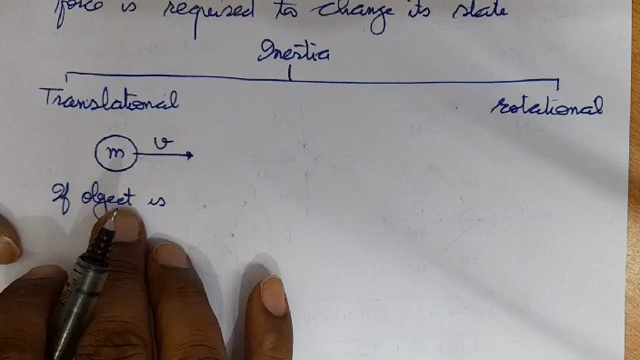 force is required to change its state
Inertia
Translational rotational
m v
If object is